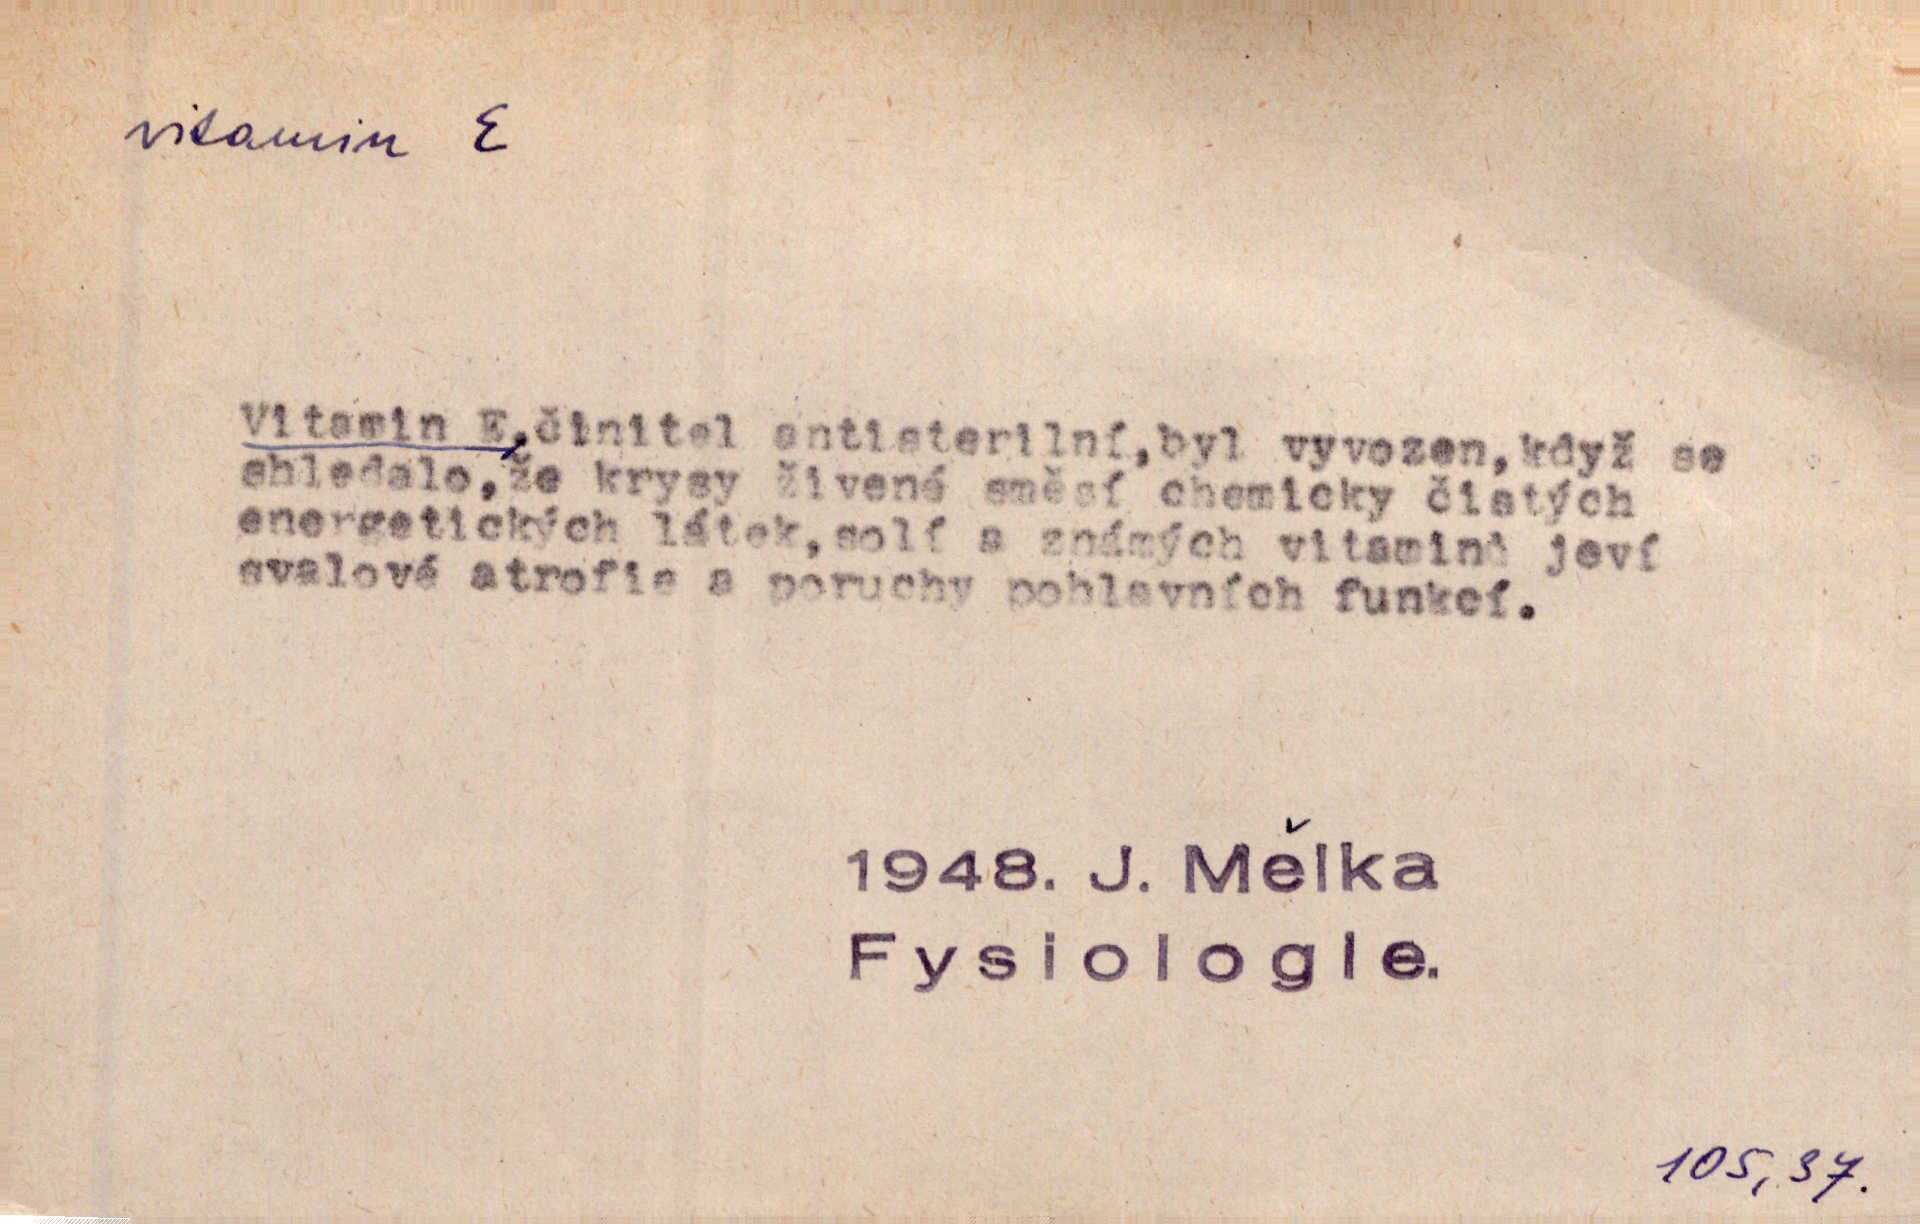 vitamin E
Vitamin E,činitel antisterilní,byl vyvozen,když se
shledalo,že krysy živené směsí chemicky čistých
energetických látek,solí a známých vitaminů jeví
svalové atrofie a poruchy pohlavních funkcí.
1948. J. Mělka
Fysiologie.
105,37.